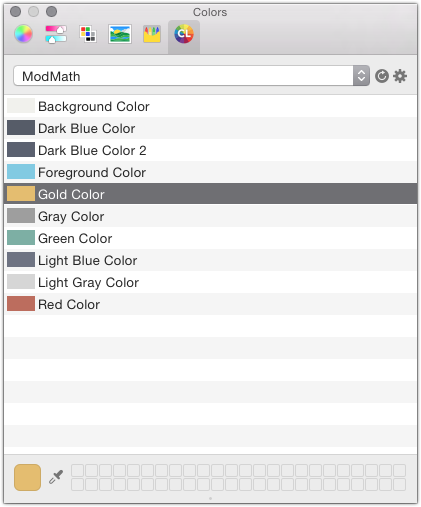 Colors
CL
ModMath
Background Color
Dark Blue Color
Dark Blue Color 2
Foreground Color
Gold Color
Gray Color
Green Color
Light Blue Color
Light Gray Color
Red Color